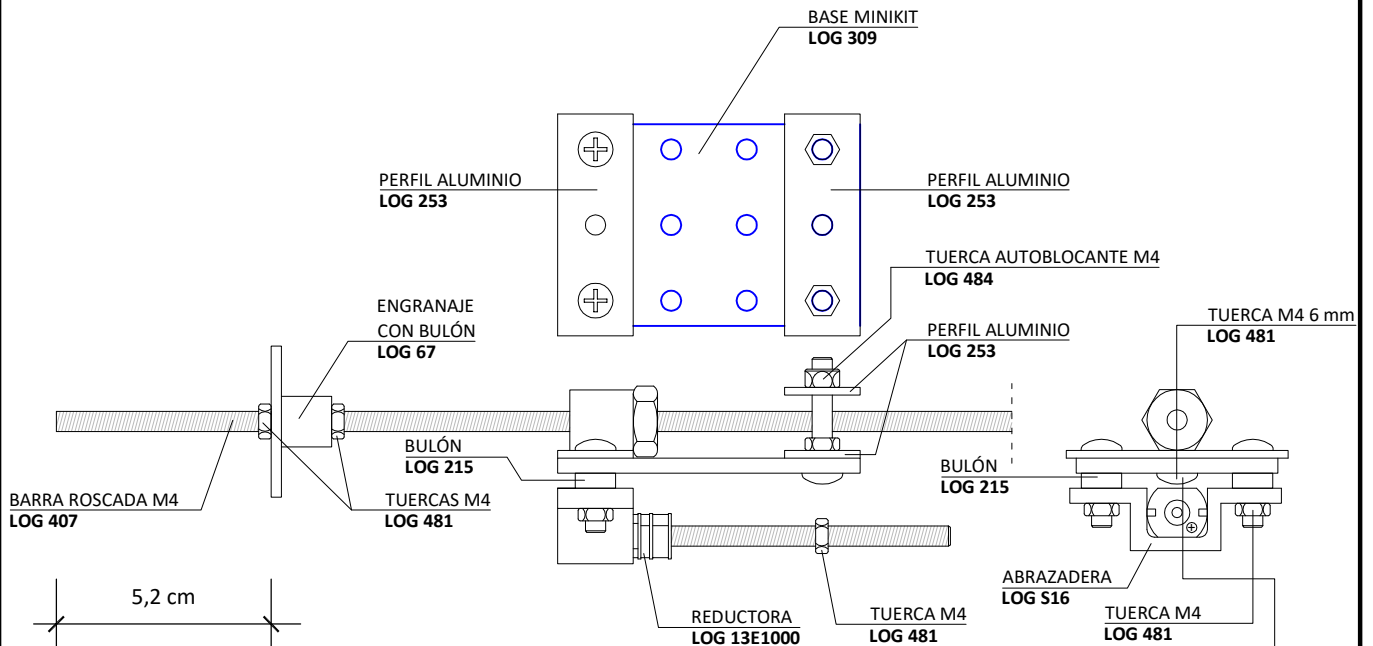 BASE MINIKIT
LOG 309
PERFIL ALUMINIO
LOG 253
PERFIL ALUMINIO
LOG 253
TUERCA AUTOBLOCANTE M4
LOG 484
ENGRANAJE
CON BULÓN
LOG 67
PERFIL ALUMINIO
LOG 253
TUERCA M4 6 mm
LOG 481
BULÓN
LOG 215
BULÓN
LOG 215
BARRA ROSCADA M4
LOG 407
TUERCAS M4
LOG 481
ABRAZADERA
LOG S16
5,2 cm
REDUCTORA
LOG 13E1000
TUERCA M4
LOG 481
TUERCA M4
LOG 481